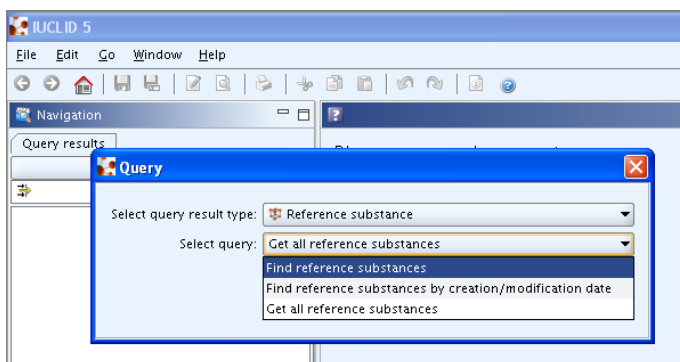 IUCLID 5
File Edit Go Window Help
Navigation
Query results
Query
Select query result type: Reference substance
Select query: Get all reference substances
Find reference substances
Find reference substances by creation/modification date
Get all reference substances